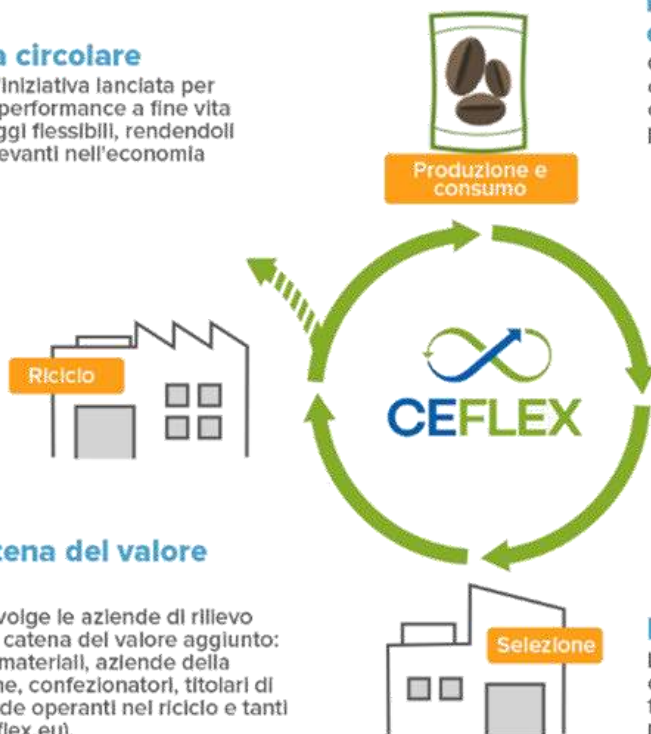 a circolare
'iniziativa lanciata per
performance a fine vita
ggi flessibili, rendendoli
evanti nell'economia
Produzione e
consumo
Riciclo
CEFLEX
tena del valore
volge le aziende di rilievo
catena del valore aggiunto:
materiali, aziende della
ne, confezionatori, titolari di
de operanti nel riciclo e tanti
flex.eu).
Selezione